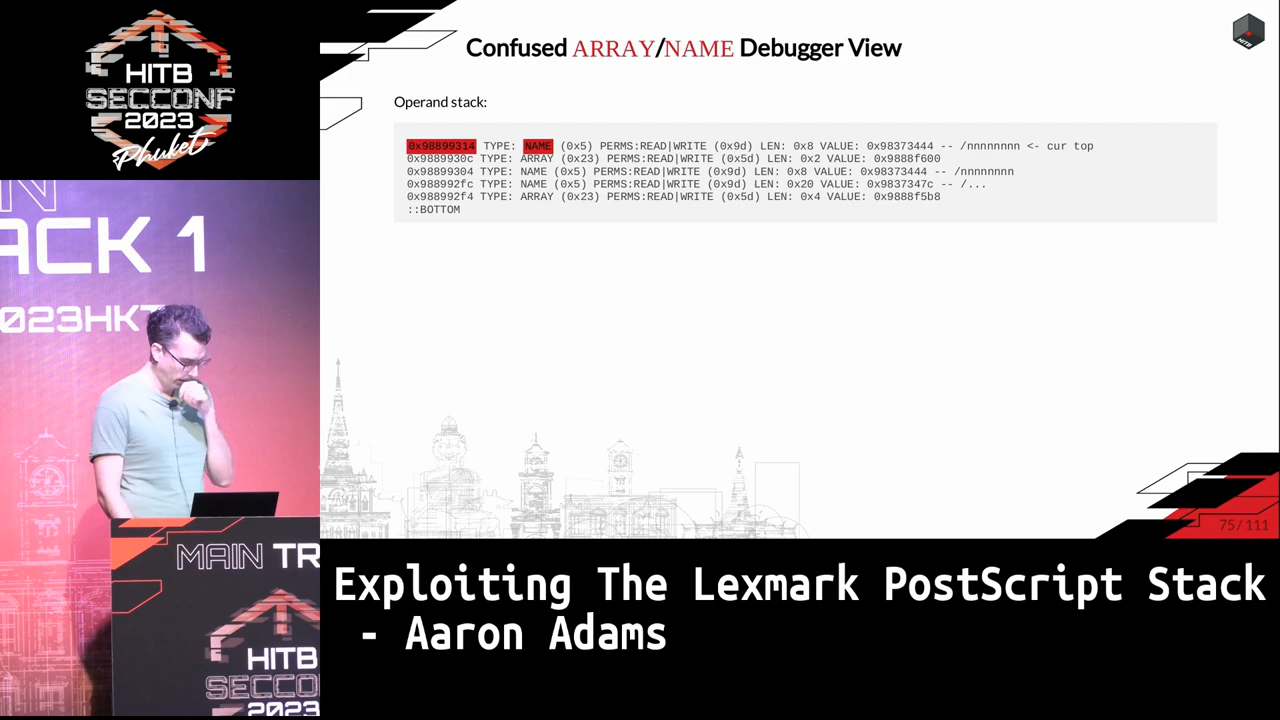 HITB
SECCONF
2023
Phuket
ACK 1
023HKT
MAIN TR
HITB
SECCO
2023
Confused ARRAY/NAME Debugger View
Operand stack:
0x98899314 TYPE: NAME (0x5) PERMS:READ|WRITE (0x9d) LEN: 0x8 VALUE: 0x98373444 -- /nnnnnnnn <- cur top
0x9889930c TYPE: ARRAY (0x23) PERMS:READ|WRITE (0x5d) LEN: 0x2 VALUE: 0x9888f600
0x98899304 TYPE: NAME (0x5) PERMS:READ|WRITE (0x9d) LEN: 0x8 VALUE: 0x98373444 -- /nnnnnnnn
0x988992fc TYPE: NAME (0x5) PERMS:READ|WRITE (0x9d) LEN: 0x20 VALUE: 0x9837347c -- /...
0x988992f4 TYPE: ARRAY (0x23) PERMS:READ|WRITE (0x5d) LEN: 0x4 VALUE: 0x9888f5b8
::BOTTOM
75 / 111
Exploiting The Lexmark PostScript Stack
- Aaron Adams